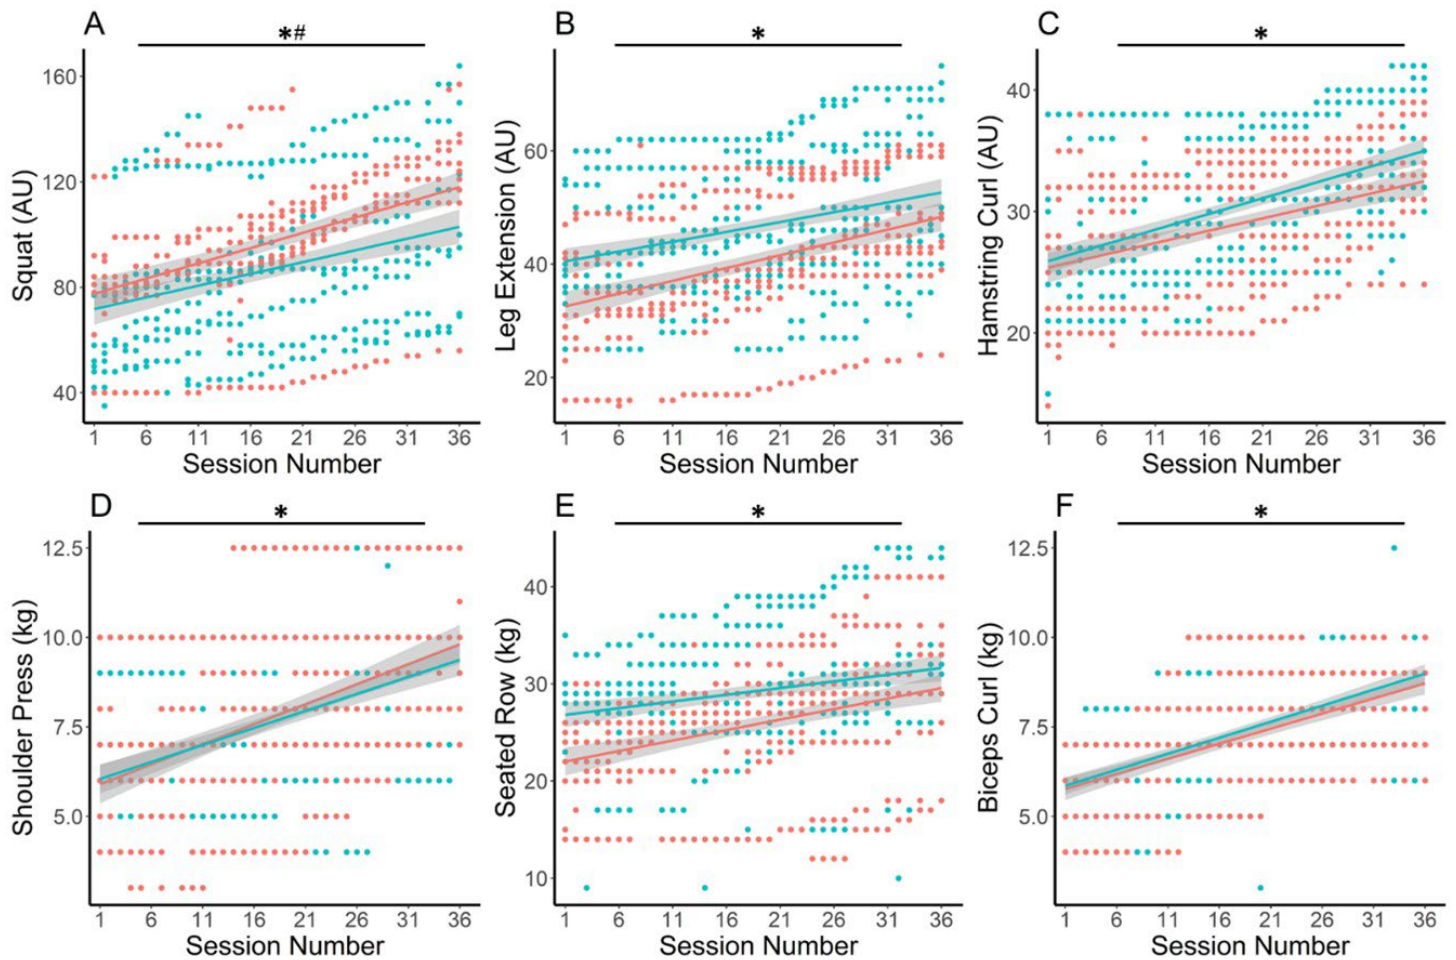 A
*#
Squat (AU)
160
120
80
40
1 6 11 16 21 26 31 36
Session Number
B
*
Leg Extension (AU)
60
40
20
1 6 11 16 21 26 31 36
Session Number
C
*
Hamstring Curl (AU)
40
30
20
1 6 11 16 21 26 31 36
Session Number
D
*
Shoulder Press (kg)
12.5
10.0
7.5
5.0
1 6 11 16 21 26 31 36
Session Number
E
*
Seated Row (kg)
40
30
20
10
1 6 11 16 21 26 31 36
Session Number
F
*
Biceps Curl (kg)
12.5
10.0
7.5
5.0
1 6 11 16 21 26 31 36
Session Number